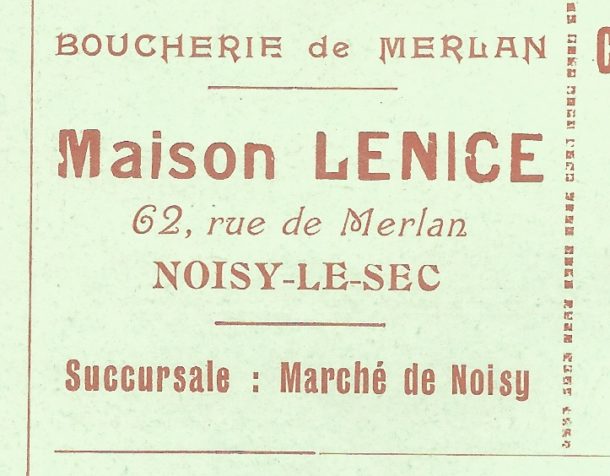 BOUCHERIE de MERLAN
Maison LENICE
62, rue de Merlan
NOISY-LE-SEC
Succursale : Marché de Noisy